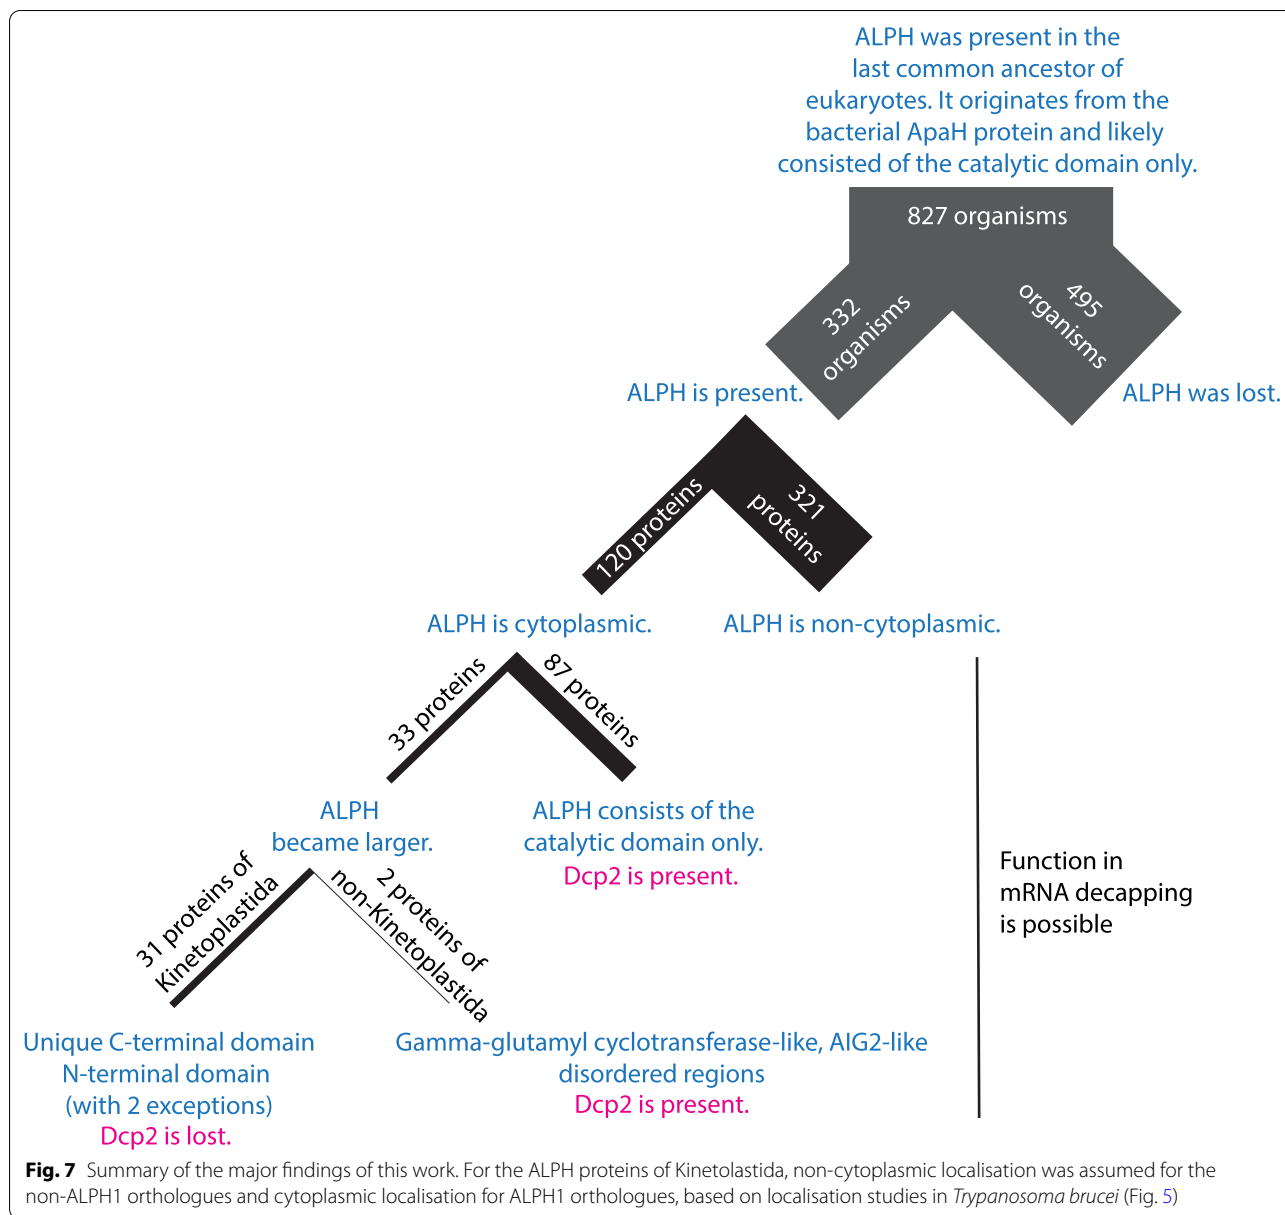 ALPH was present in the
last common ancestor of
eukaryotes. It originates from the
bacterial ApaH protein and likely
consisted of the catalytic domain only.
827 organisms
332
organisms
495
organisms
ALPH is present.
ALPH was lost.
120 proteins
321
proteins
ALPH is cytoplasmic.
ALPH is non-cytoplasmic.
33 proteins
87 proteins
ALPH
became larger.
ALPH consists of the
catalytic domain only.
Dcp2 is present.
Function in
mRNA decapping
is possible
31 proteins of
Kinetoplastida
2 proteins of
non-Kinetoplastida
Unique C-terminal domain
N-terminal domain
(with 2 exceptions)
Dcp2 is lost.
Gamma-glutamyl cyclotransferase-like, AIG2-like
disordered regions
Dcp2 is present.
Fig. 7 Summary of the major findings of this work. For the ALPH proteins of Kinetolastida, non-cytoplasmic localisation was assumed for the
non-ALPH1 orthologues and cytoplasmic localisation for ALPH1 orthologues, based on localisation studies in Trypanosoma brucei (Fig. 5)